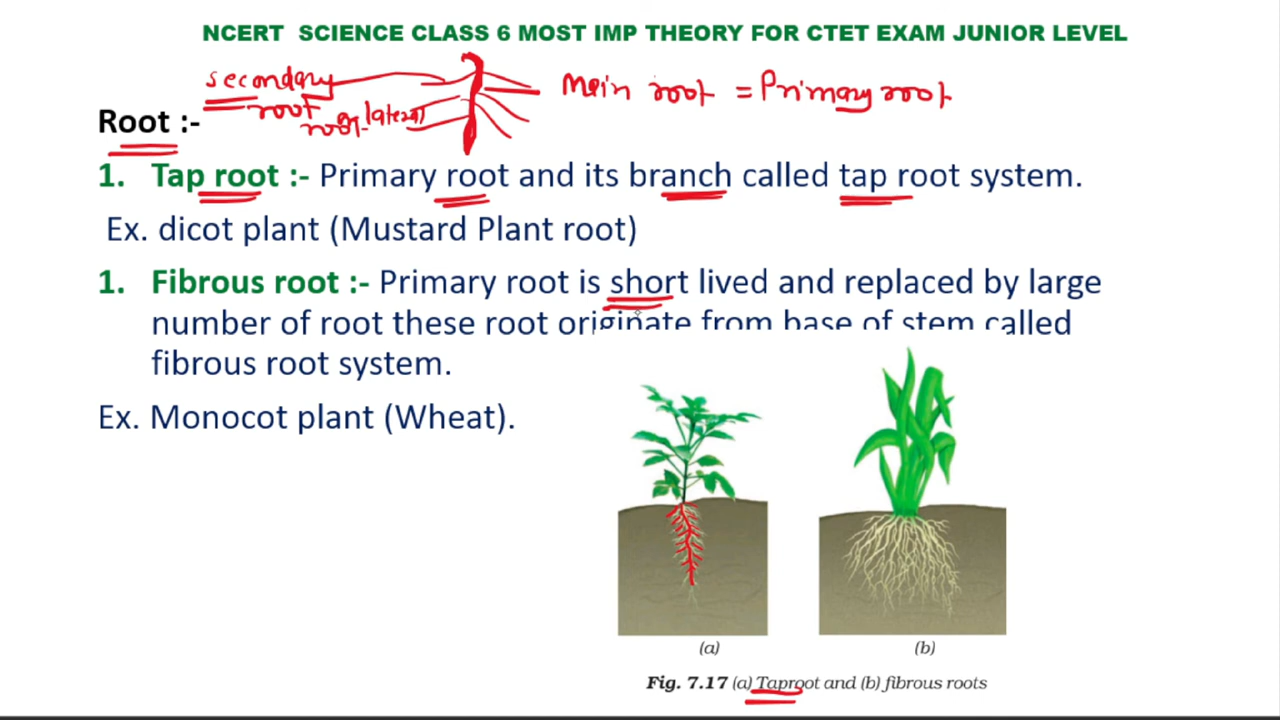 NCERT SCIENCE CLASS 6 MOST IMP THEORY FOR CTET EXAM JUNIOR LEVEL
secondary
root
root lateral
Main root = Primary root
Root :-
1. Tap root :- Primary root and its branch called tap root system.
Ex. dicot plant (Mustard Plant root)
1. Fibrous root :- Primary root is short lived and replaced by large
number of root these root originate from base of stem called
fibrous root system.
Ex. Monocot plant (Wheat).
(a)
(b)
Fig. 7.17 (a) Taproot and (b) fibrous roots